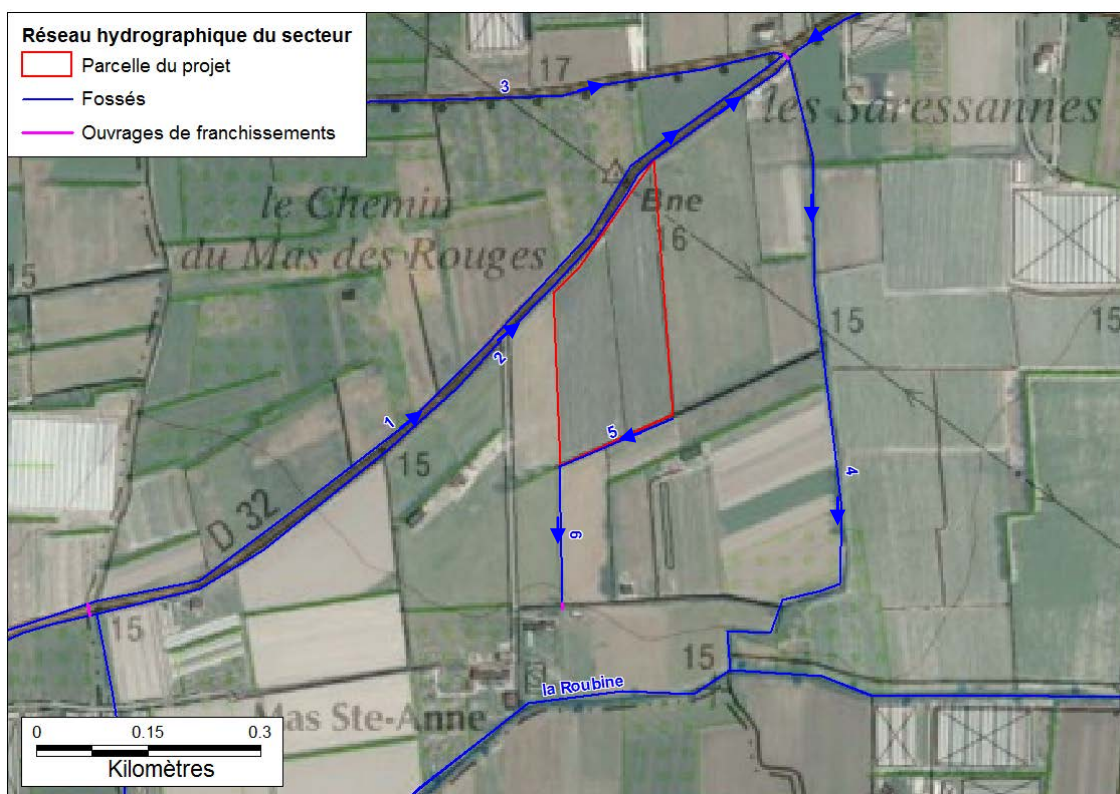 Réseau hydrographique du secteur
Parcelle du projet
Fossés
Ouvrages de franchissements
17
3
les Saressannes
le Chemin
du Mas des Rouges
Bne
16
15
15
15
2
1
15
5
4
D 32
6
15
15
la Roubine
Mas Ste-Anne
0 0.15 0.3
Kilomètres